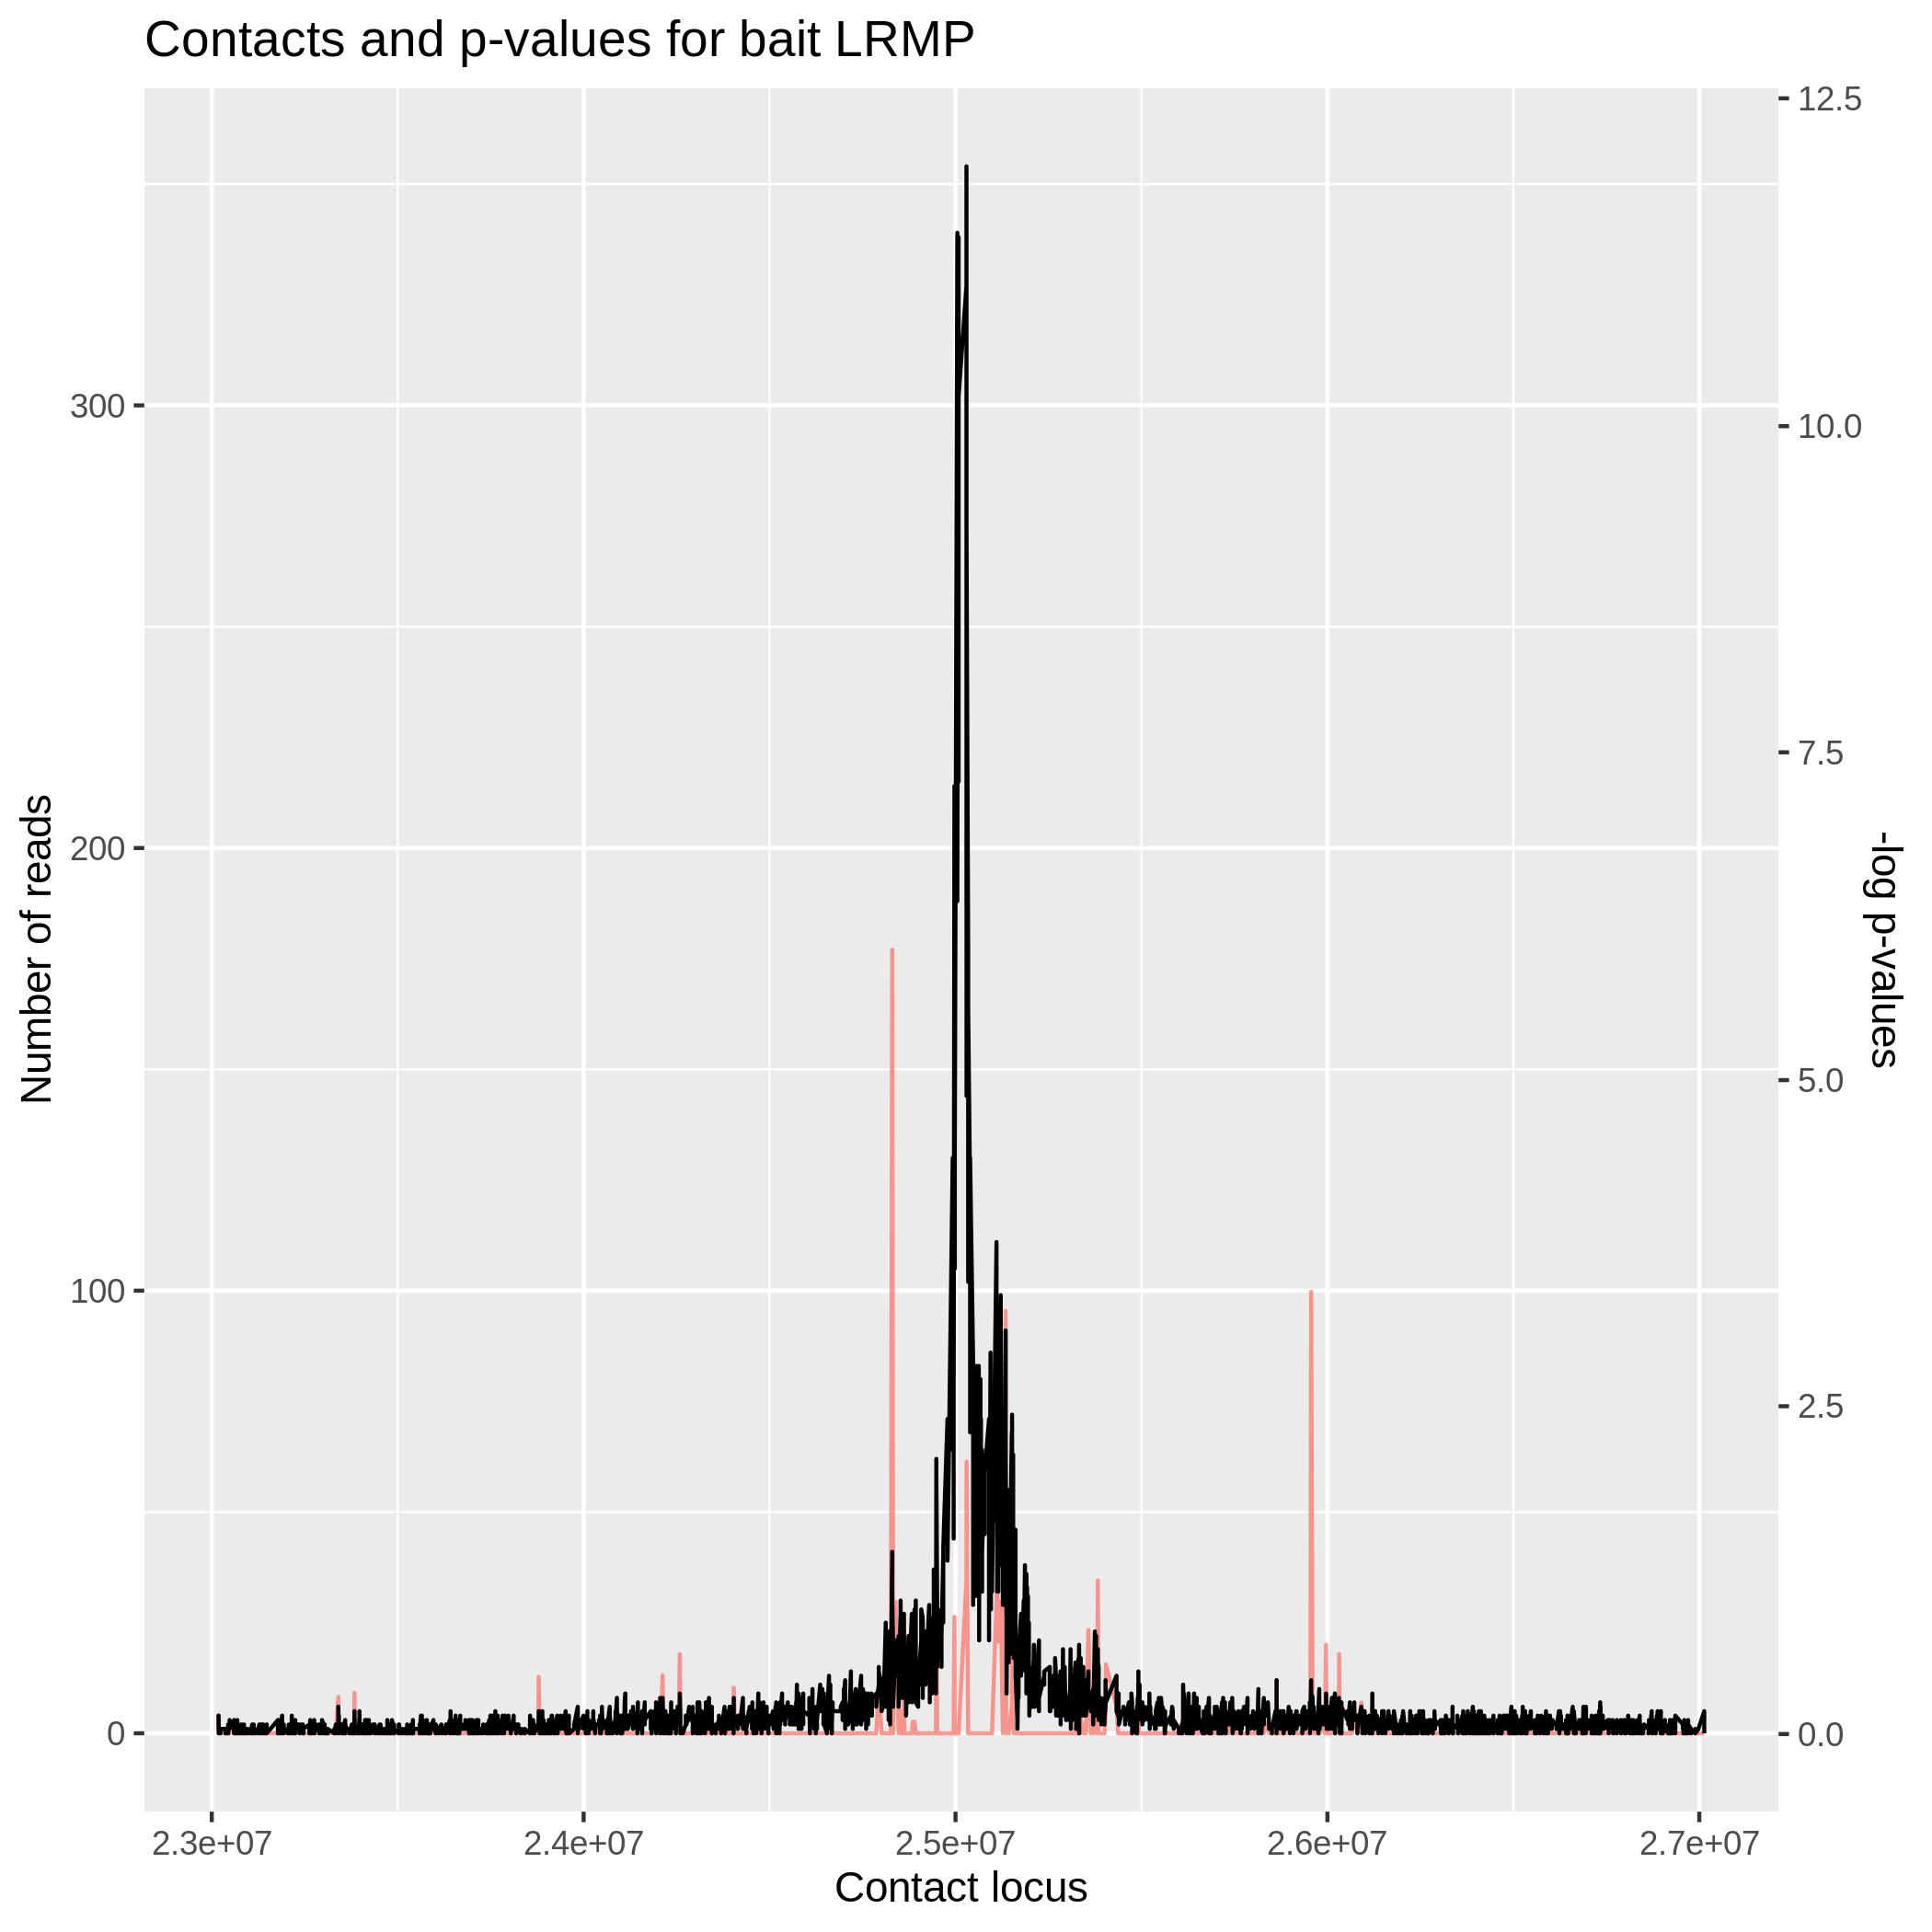 Contacts and p-values for bait LRMP
12.5
10.0
7.5
5.0
2.5
0.0
-log p-values
300
200
100
0
Number of reads
2.3e+07 2.4e+07 2.5e+07 2.6e+07 2.7e+07
Contact locus